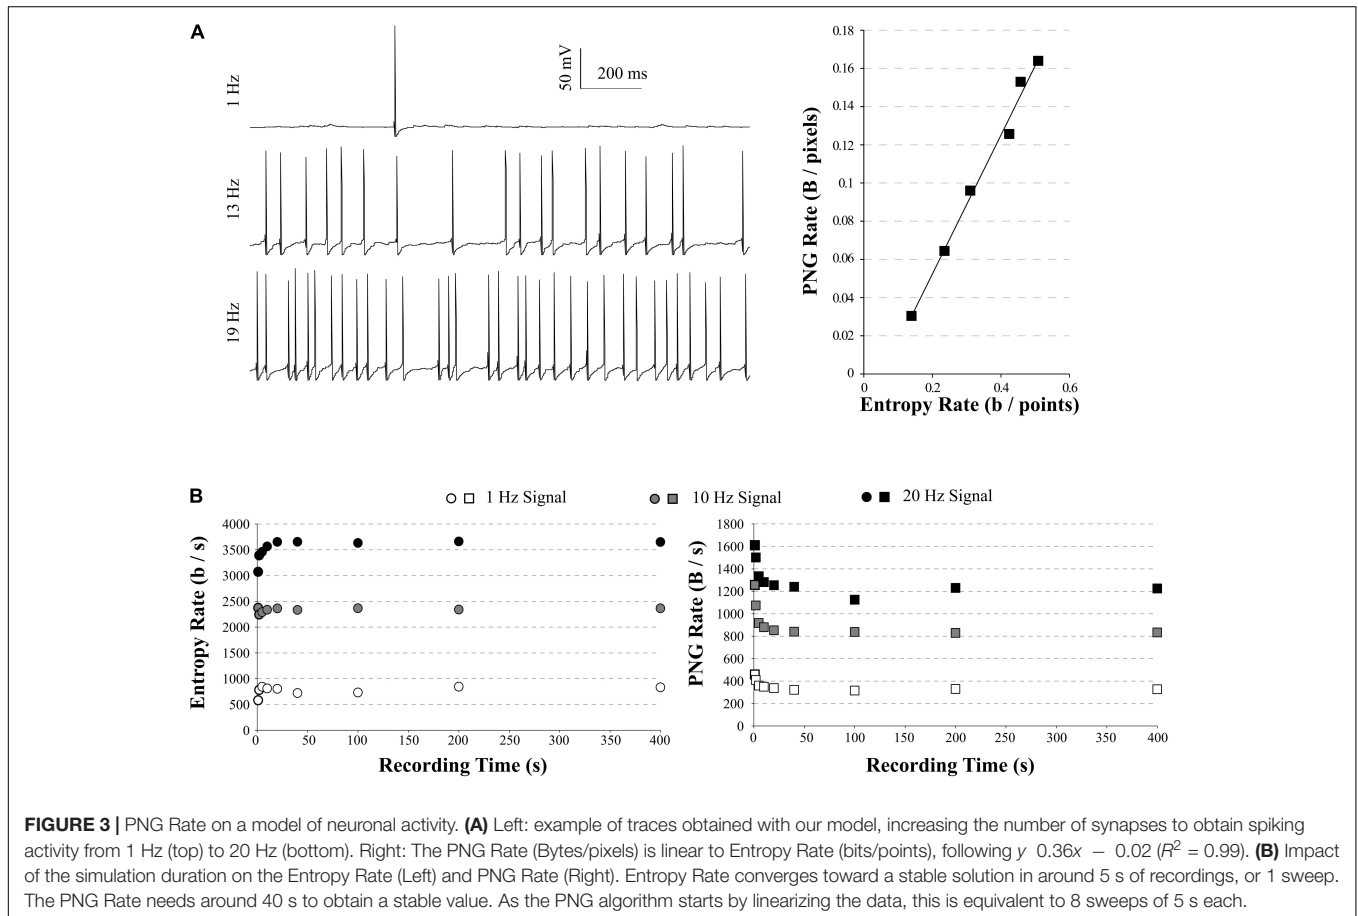 A
1 Hz
50 mV
200 ms
13 Hz
19 Hz
PNG Rate (B / pixels)
0.18
0.16
0.14
0.12
0.1
0.08
0.06
0.04
0.02
0
0 0.2 0.4 0.6
Entropy Rate (b / points)
B
1 Hz Signal 10 Hz Signal 20 Hz Signal
Entropy Rate (b / s)
4000
3500
3000
2500
2000
1500
1000
500
0
0 50 100 150 200 250 300 350 400
Recording Time (s)
PNG Rate (B / s)
1800
1600
1400
1200
1000
800
600
400
200
0
0 50 100 150 200 250 300 350 400
Recording Time (s)
FIGURE 3 | PNG Rate on a model of neuronal activity. (A) Left: example of traces obtained with our model, increasing the number of synapses to obtain spiking
activity from 1 Hz (top) to 20 Hz (bottom). Right: The PNG Rate (Bytes/pixels) is linear to Entropy Rate (bits/points), following y 0.36x − 0.02 (R² = 0.99). (B) Impact
of the simulation duration on the Entropy Rate (Left) and PNG Rate (Right). Entropy Rate converges toward a stable solution in around 5 s of recordings, or 1 sweep.
The PNG Rate needs around 40 s to obtain a stable value. As the PNG algorithm starts by linearizing the data, this is equivalent to 8 sweeps of 5 s each.